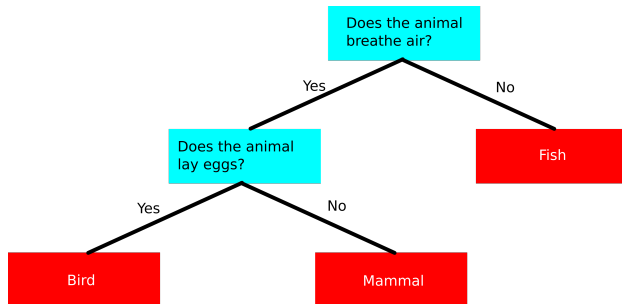 Does the animal
breathe air?
Yes
No
Does the animal
lay eggs?
Fish
Yes
No
Bird
Mammal